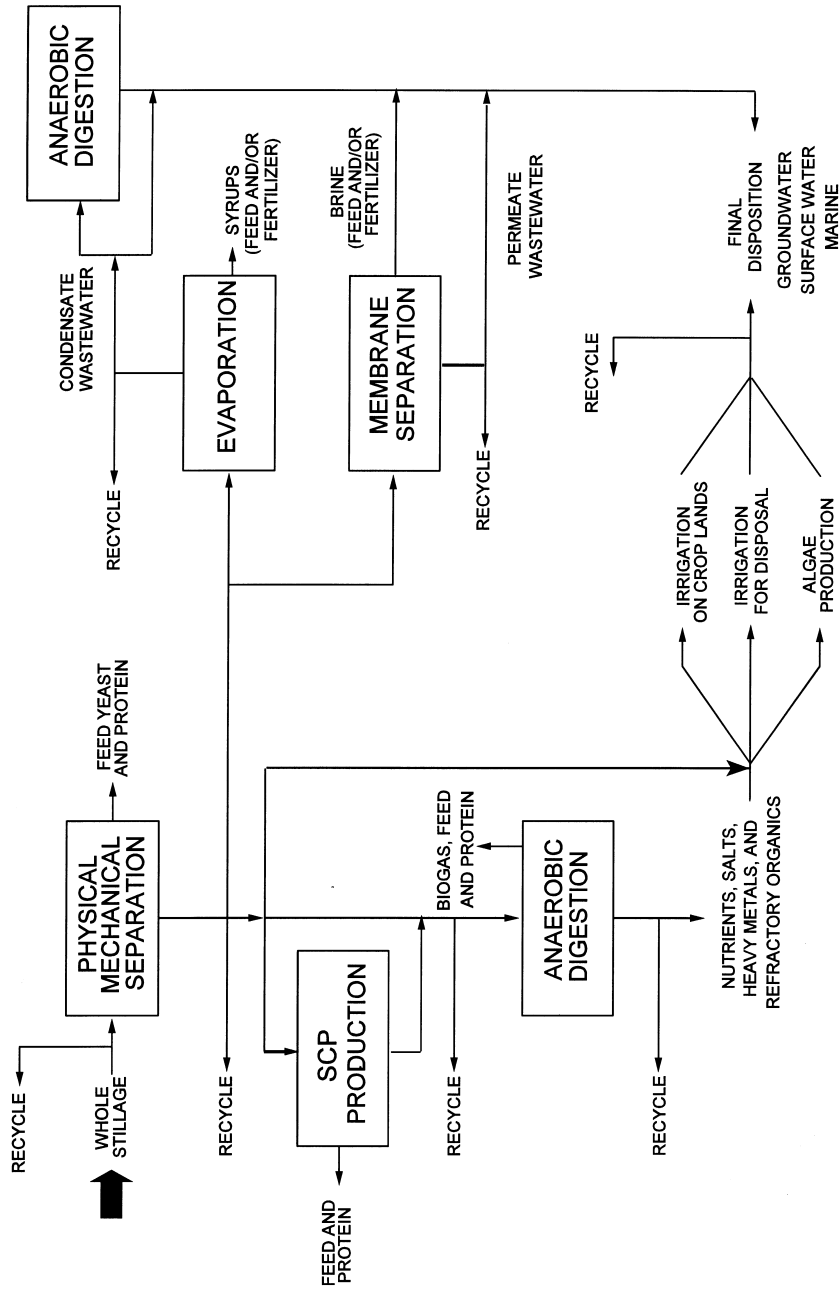 RECYCLE
WHOLE
STILLAGE
PHYSICAL
MECHANICAL
SEPARATION
FEED YEAST
AND PROTEIN
RECYCLE
CONDENSATE
WASTEWATER
ANAEROBIC
DIGESTION
RECYCLE
EVAPORATION
SYRUPS
(FEED AND/OR
FERTILIZER)
FEED AND
PROTEIN
SCP
PRODUCTION
MEMBRANE
SEPARATION
BRINE
(FEED AND/OR
FERTILIZER)
RECYCLE
BIOGAS, FEED
AND PROTEIN
RECYCLE
PERMEATE
WASTEWATER
ANAEROBIC
DIGESTION
RECYCLE
RECYCLE
NUTRIENTS, SALTS,
HEAVY METALS, AND
REFRACTORY ORGANICS
IRRIGATION
ON CROP LANDS
IRRIGATION
FOR DISPOSAL
ALGAE
PRODUCTION
FINAL
DISPOSITION
GROUNDWATER
SURFACE WATER
MARINE